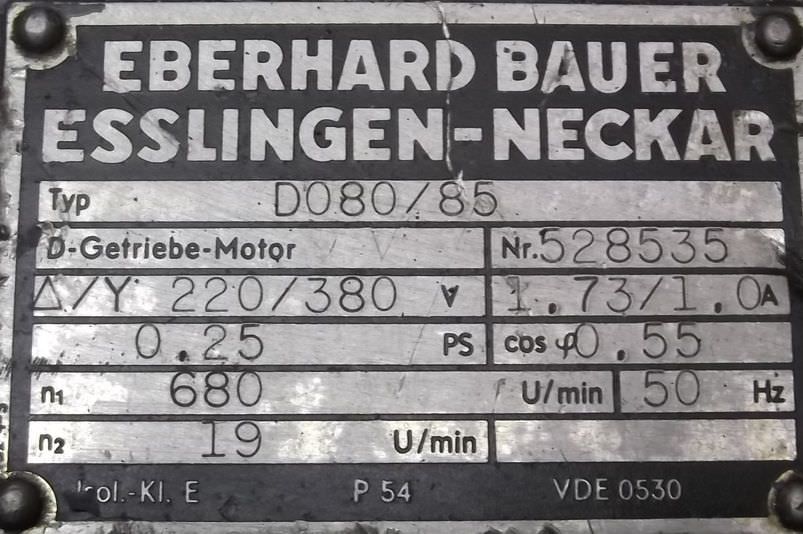 EBERHARD BAUER
ESSLINGEN-NECKAR
Typ DO80/85
D-Getriebe-Motor Nr. 528535
Δ/Y 220/380 V 1.73/1.0 A
0.25 PS cos φ 0.55
n₁ 680 U/min 50 Hz
n₂ 19 U/min
Isol.-Kl. E P 54 VDE 0530